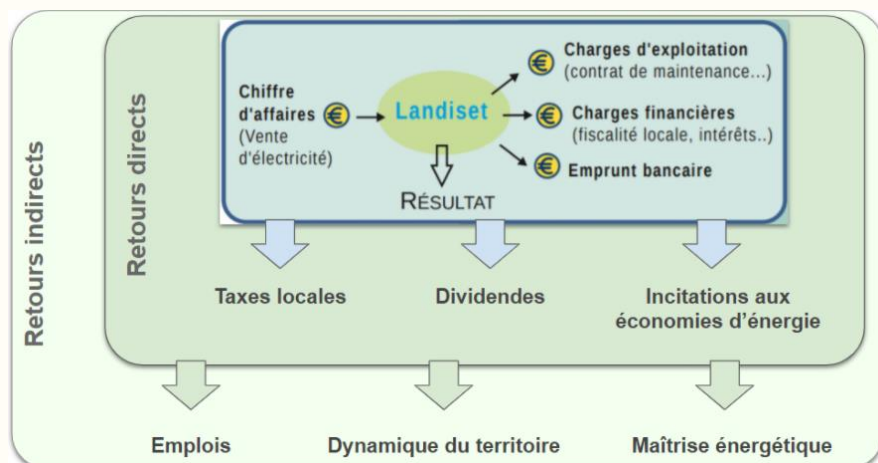 Retours indirects
Retours directs
Chiffre
d'affaires
(Vente
d'électricité)
Landiset
RÉSULTAT
Charges d'exploitation
(contrat de maintenance...)
Charges financières
(fiscalité locale, intérêts..)
Emprunt bancaire
Taxes locales
Dividendes
Incitations aux
économies d'énergie
Emplois
Dynamique du territoire
Maîtrise énergétique